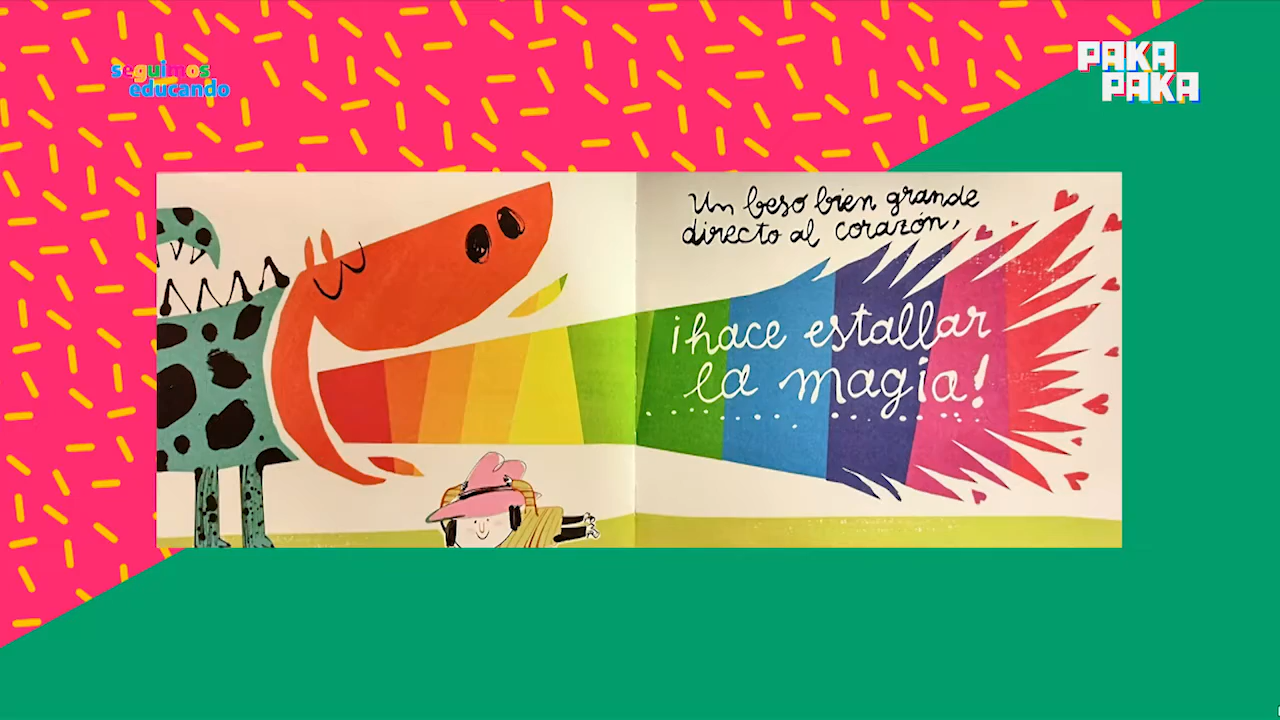 seguimos
educando
PAKA
PAKA
Un beso bien grande
directo al corazón,
¡hace estallar
la magia!